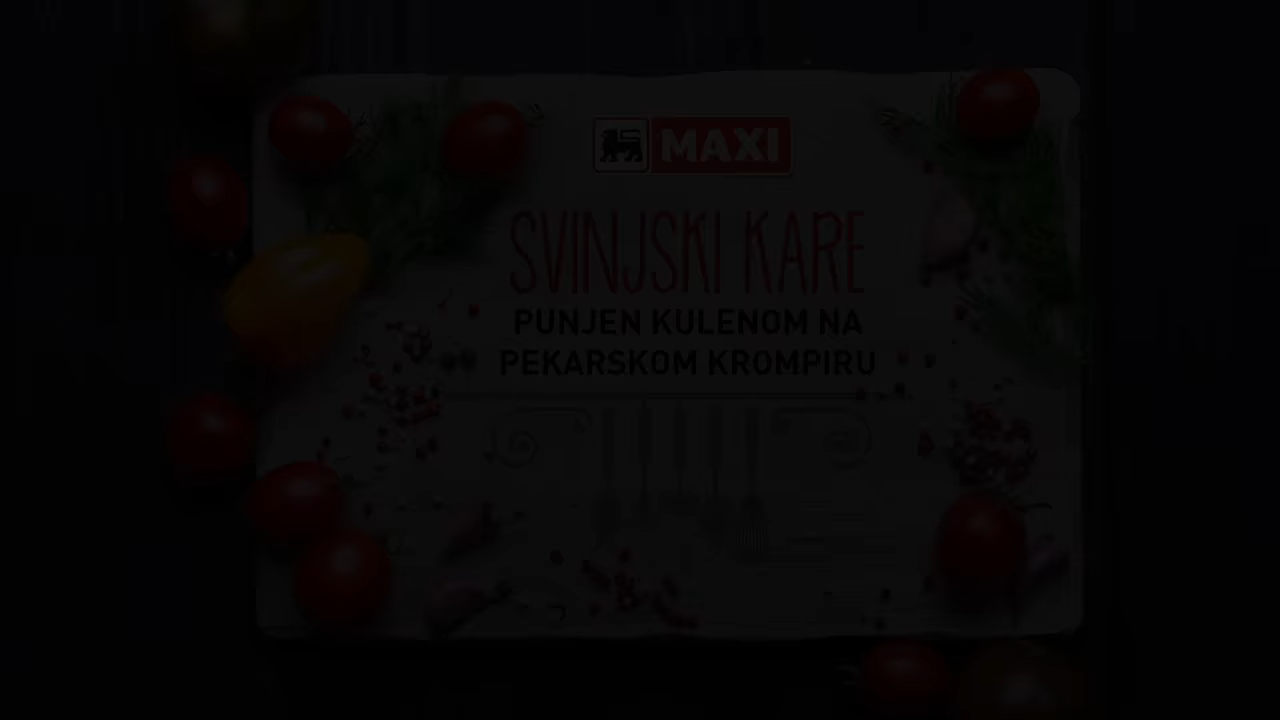 MAXI
SVINJSKI KARE
PUNJEN KULENOM NA
PEKARSKOM KROMPIRU